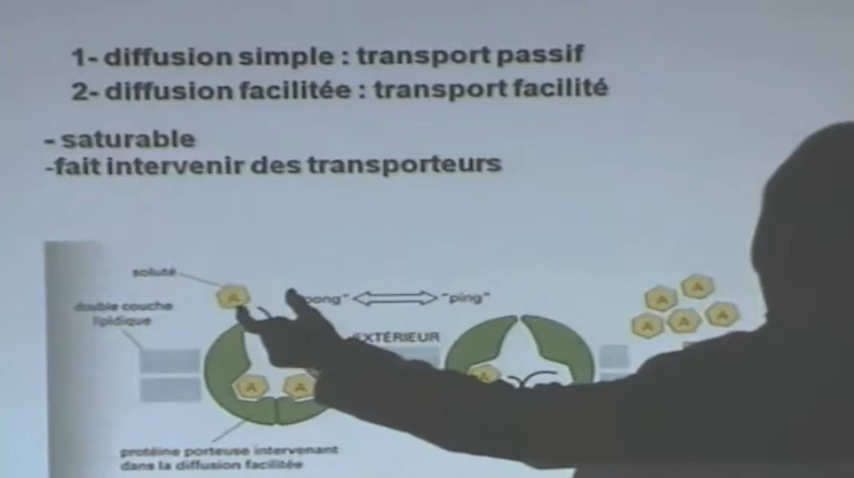 1- diffusion simple : transport passif
2- diffusion facilitée : transport facilité
- saturable
-fait intervenir des transporteurs
soluté
A
"ping"
double couche
lipidique
EXTÉRIEUR
A A
A A
A A A
A
protéine porteuse intervenant
dans la diffusion facilitée